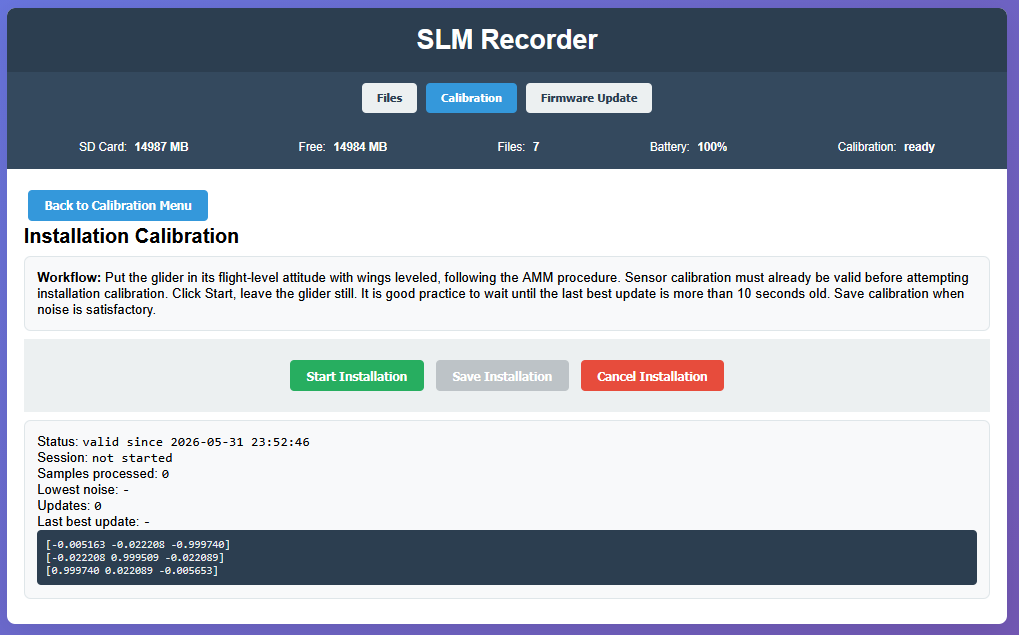 SLM Recorder
Files Calibration Firmware Update
SD Card: 14987 MB Free: 14984 MB Files: 7 Battery: 100% Calibration: ready
Back to Calibration Menu
Installation Calibration
Workflow: Put the glider in its flight-level attitude with wings leveled, following the AMM procedure. Sensor calibration must already be valid before attempting
installation calibration. Click Start, leave the glider still. It is good practice to wait until the last best update is more than 10 seconds old. Save calibration when
noise is satisfactory.
Start Installation Save Installation Cancel Installation
Status: valid since 2026-05-31 23:52:46
Session: not started
Samples processed: 0
Lowest noise: -
Updates: 0
Last best update: -
[-0.005163 -0.022208 -0.999740]
[-0.022208 0.999509 -0.022089]
[0.999740 0.022089 -0.005653]